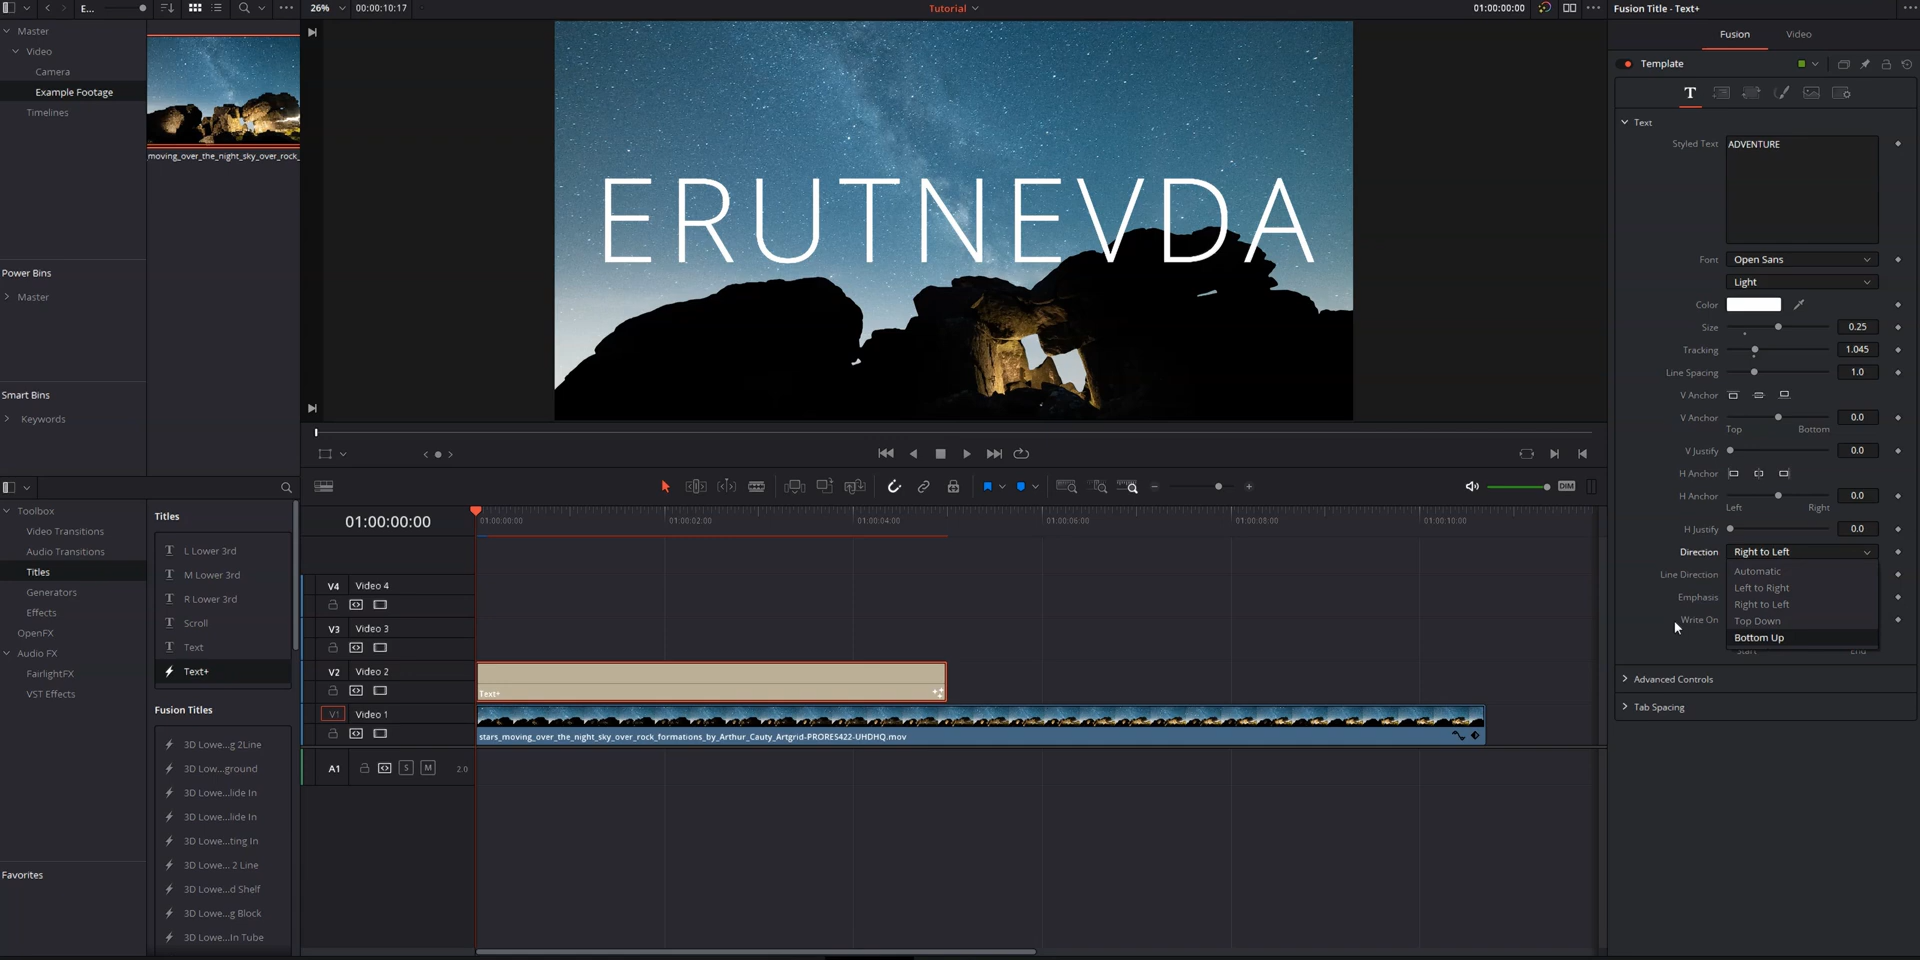 E...
26%
00:00:10:17
Tutorial
01:00:00:00
Fusion Title - Text+
Master
Video
Camera
Example Footage
Timelines
moving_over_the_night_sky_over_rock_
Power Bins
Master
Smart Bins
Keywords
ERUTNEVDA
Fusion
Video
Template
T
Text
Styled Text
ADVENTURE
Font
Open Sans
Light
Color
Size
0.25
Tracking
1.045
Line Spacing
1.0
V Anchor
V Anchor
0.0
Top
Bottom
V Justify
0.0
H Anchor
H Anchor
0.0
Left
Right
H Justify
0.0
Direction
Right to Left
Line Direction
Emphasis
Write On
Automatic
Left to Right
Right to Left
Top Down
Bottom Up
Start
End
Advanced Controls
Tab Spacing
DIM
Toolbox
Video Transitions
Audio Transitions
Titles
Generators
Effects
OpenFX
Audio FX
FairlightFX
VST Effects
Favorites
Titles
T L Lower 3rd
T M Lower 3rd
T R Lower 3rd
T Scroll
T Text
Text+
Fusion Titles
3D Lowe...g 2Line
3D Low...ground
3D Lowe...lide In
3D Lowe...lide In
3D Lowe...ting In
3D Lowe... 2 Line
3D Lowe...d Shelf
3D Lowe...g Block
3D Lowe...In Tube
01:00:00:00
01:00:00:00
01:00:02:00
01:00:04:00
01:00:06:00
01:00:08:00
01:00:10:00
V4 Video 4
V3 Video 3
V2 Video 2
Text+
V1 Video 1
stars_moving_over_the_night_sky_over_rock_formations_by_Arthur_Cauty_Artgrid-PRORES422-UHDHQ.mov
A1
S
M
2.0